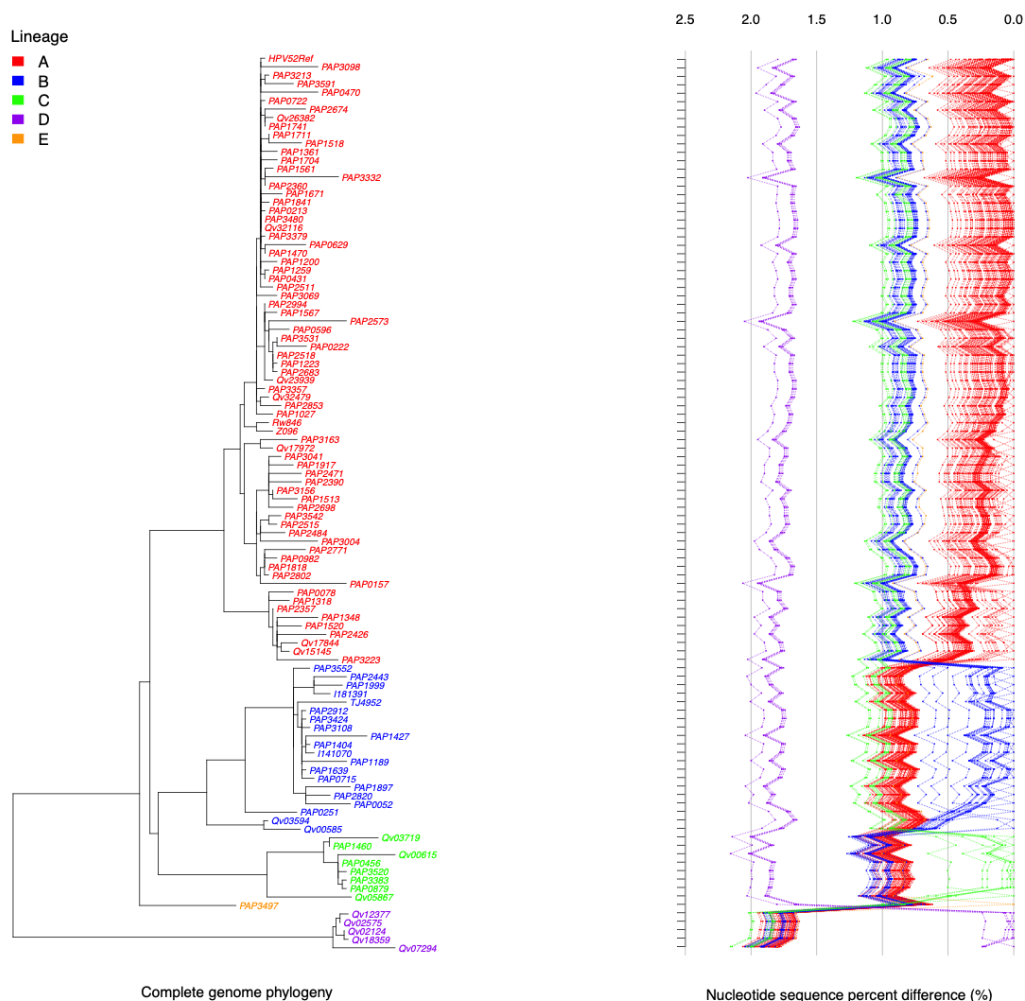 2.5 2.0 1.5 1.0 0.5 0.0
Lineage
A
B
C
D
E
HPV52Ref
PAP3098
PAP3213
PAP3591
PAP0470
PAP0722
PAP2674
Qv26382
PAP1741
PAP1711
PAP1518
PAP1361
PAP1704
PAP1561
PAP3332
PAP2360
PAP1671
PAP1841
PAP0213
PAP3480
Qv32116
PAP3379
PAP0629
PAP1470
PAP1200
PAP1259
PAP0431
PAP2511
PAP3069
PAP2994
PAP1567
PAP2573
PAP0596
PAP3531
PAP0222
PAP2518
PAP1223
PAP2683
Qv23939
PAP3357
Qv32479
PAP2853
PAP1027
Rw846
Z096
PAP3163
Qv17972
PAP3041
PAP1917
PAP2471
PAP2390
PAP3156
PAP1513
PAP2698
PAP3542
PAP2515
PAP2484
PAP3004
PAP2771
PAP0982
PAP1818
PAP2802
PAP0157
PAP0078
PAP1318
PAP2357
PAP1348
PAP1520
PAP2426
Qv17844
Qv15145
PAP3223
PAP3552
PAP2443
PAP1999
I181391
TJ4952
PAP2912
PAP3424
PAP3108
PAP1427
PAP1404
I141070
PAP1189
PAP1639
PAP0715
PAP1897
PAP2820
PAP0052
PAP0251
Qv03594
Qv00585
Qv03719
PAP1460
Qv00615
PAP0456
PAP3520
PAP3383
PAP0879
Qv05867
PAP3497
Qv12377
Qv02575
Qv02124
Qv18359
Qv07294
Complete genome phylogeny
Nucleotide sequence percent difference (%)